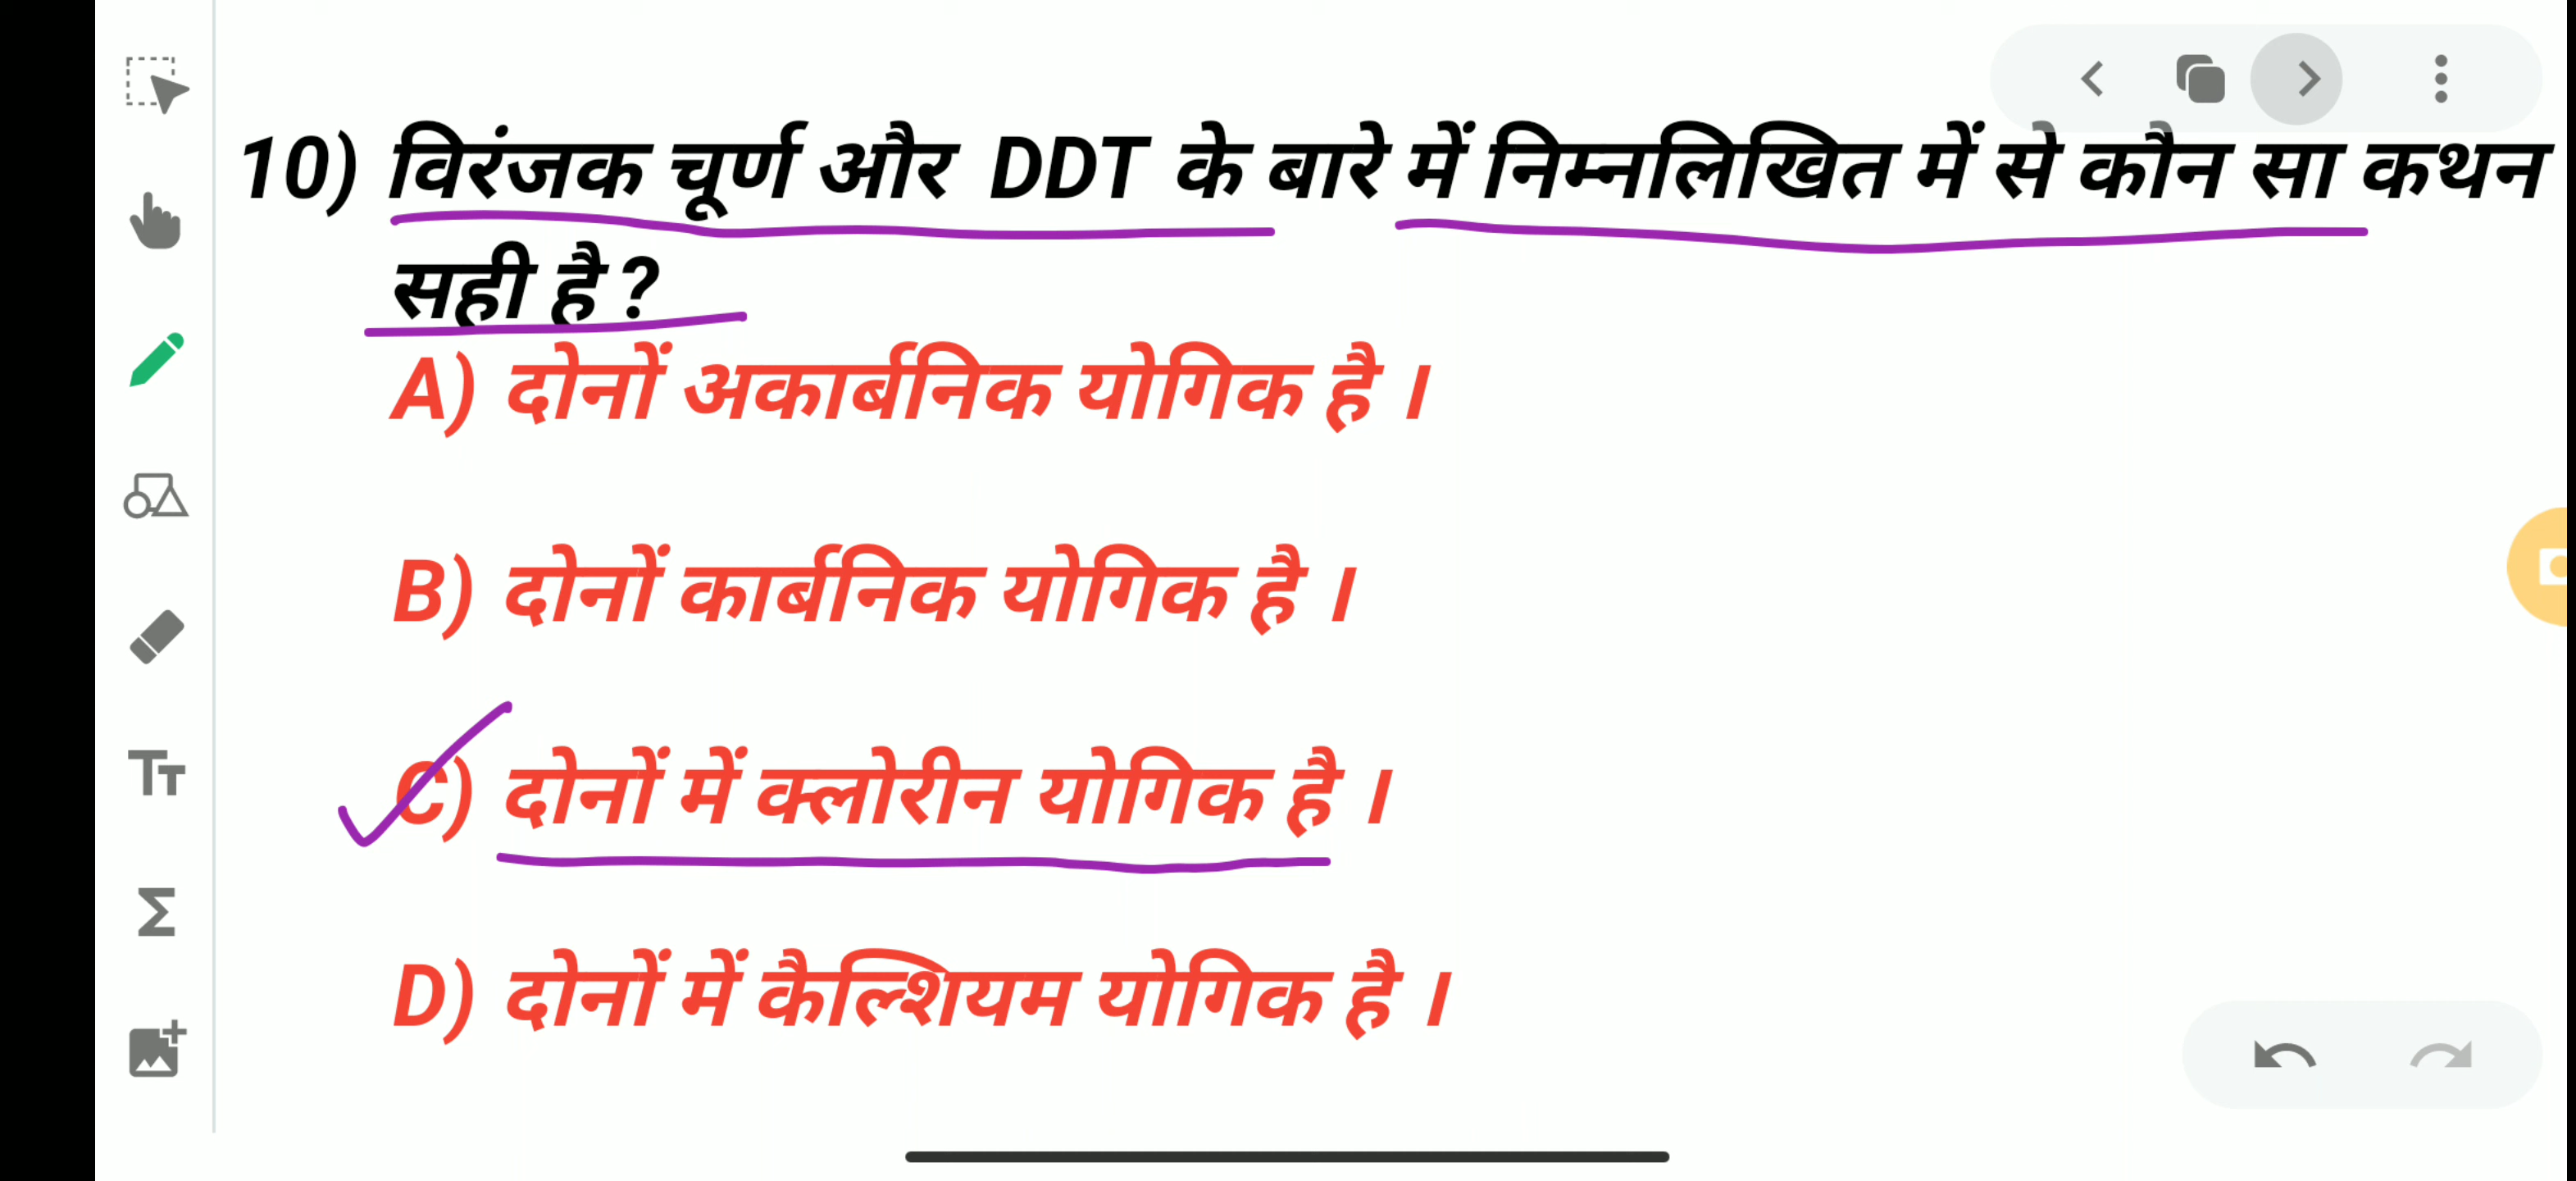 10) विरंजक चूर्ण और DDT के बारे में निम्नलिखित में से कौन सा कथन
सही है ?
A) दोनों अकार्बनिक योगिक है ।
B) दोनों कार्बनिक योगिक है ।
C) दोनों में क्लोरीन योगिक है ।
D) दोनों में कैल्शियम योगिक है ।